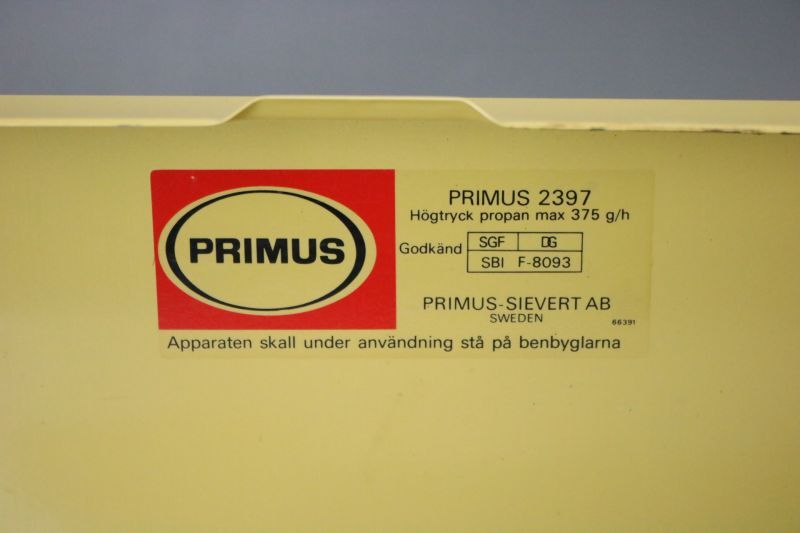 PRIMUS
PRIMUS 2397
Högtryck propan max 375 g/h
Godkänd SGF DG
SBI F-8093
PRIMUS-SIEVERT AB
SWEDEN 66391
Apparaten skall under användning stå på benbyglarna